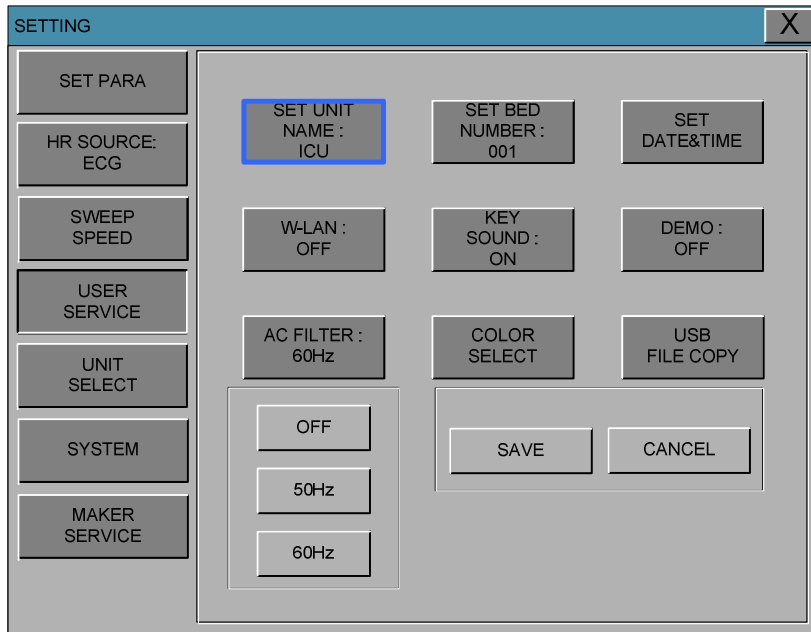 SETTING
X
SET PARA
HR SOURCE:
ECG
SWEEP
SPEED
USER
SERVICE
UNIT
SELECT
SYSTEM
MAKER
SERVICE
SET UNIT
NAME :
ICU
SET BED
NUMBER :
001
SET
DATE&TIME
W-LAN :
OFF
KEY
SOUND :
ON
DEMO :
OFF
AC FILTER :
60Hz
COLOR
SELECT
USB
FILE COPY
OFF
50Hz
60Hz
SAVE
CANCEL